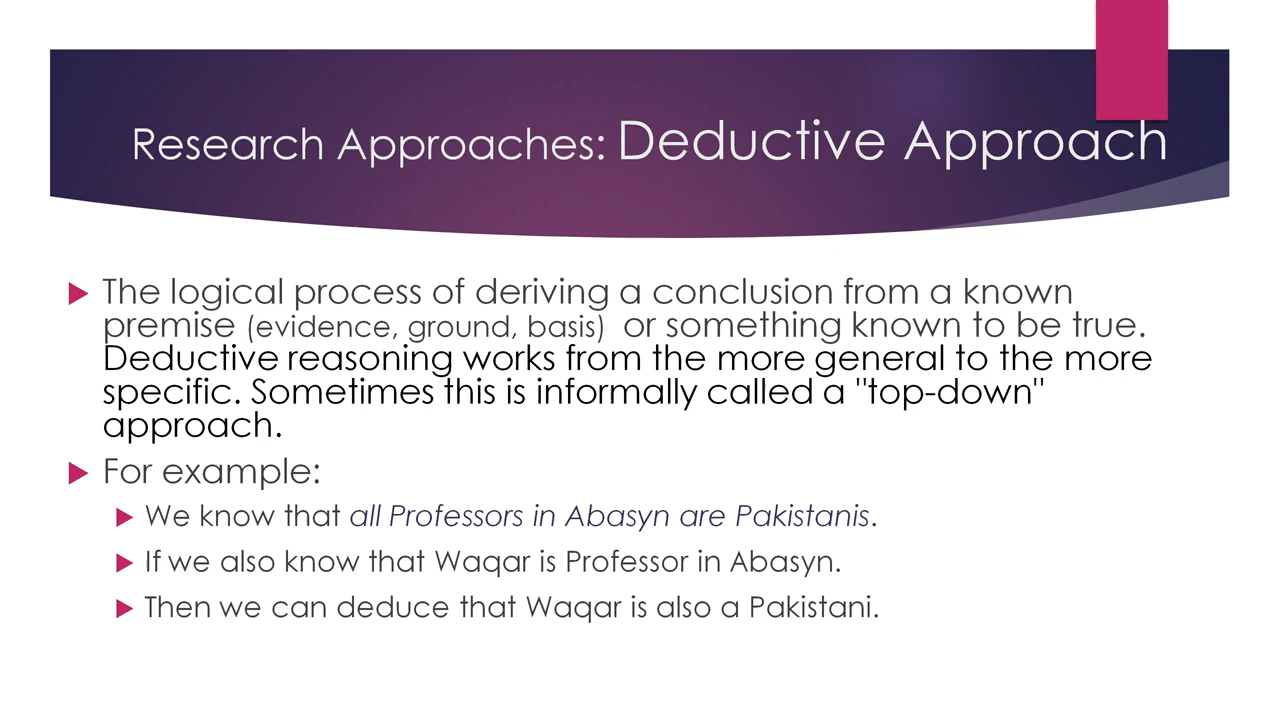 Research Approaches: Deductive Approach
The logical process of deriving a conclusion from a known
premise (evidence, ground, basis) or something known to be true.
Deductive reasoning works from the more general to the more
specific. Sometimes this is informally called a "top-down"
approach.
For example:
We know that all Professors in Abasyn are Pakistanis.
If we also know that Waqar is Professor in Abasyn.
Then we can deduce that Waqar is also a Pakistani.